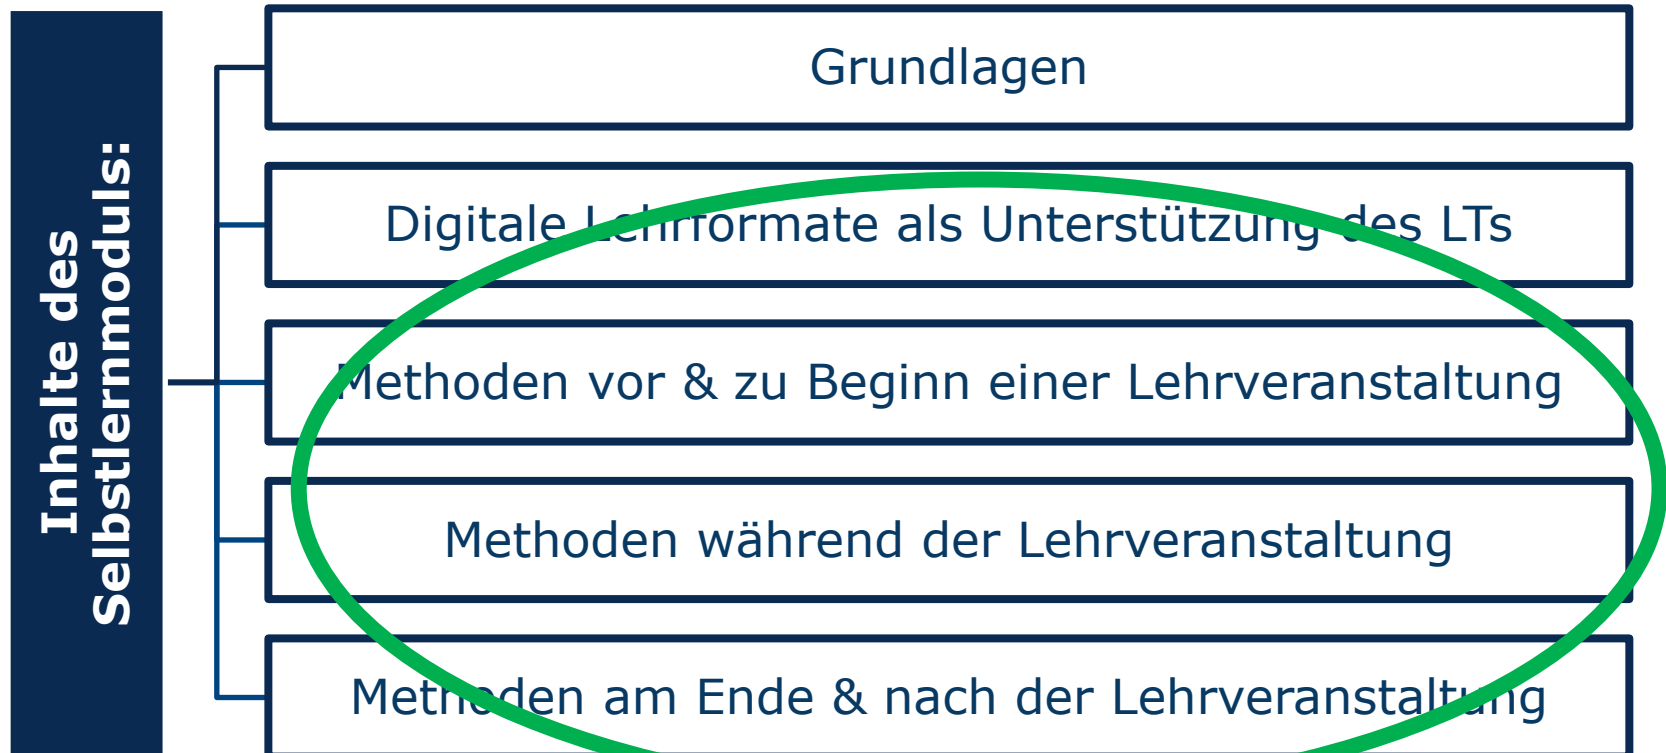 Inhalte des
Selbstlernmoduls:
Grundlagen
Digitale Lehrformate als Unterstützung des LTs
Methoden vor & zu Beginn einer Lehrveranstaltung
Methoden während der Lehrveranstaltung
Methoden am Ende & nach der Lehrveranstaltung